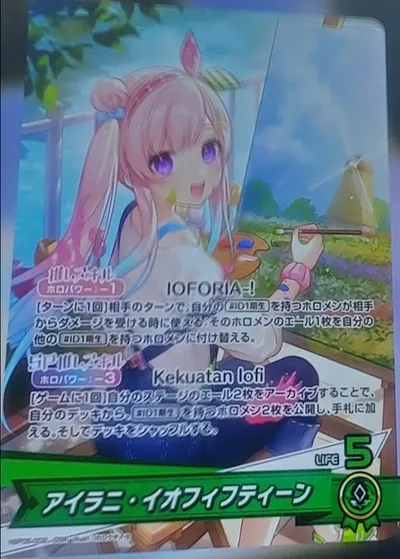 推しスキル
ホロパワー：-1
IOFORIA-!
[ターンに1回]相手のターンで、自分の #ID1期生 を持つホロメンが相手
からダメージを受ける時に使える：そのホロメンのエール1枚を自分の
他の #ID1期生 を持つホロメンに付け替える。
SP推しスキル
ホロパワー：-3
Kekuatan Iofi
[ゲームに1回]自分のステージのエール2枚をアーカイブすることで、
自分のデッキから、#ID1期生 を持つホロメン2枚を公開し、手札に加
える。そしてデッキをシャッフルする。
LIFE 5
アイラニ・イオフィフティーン